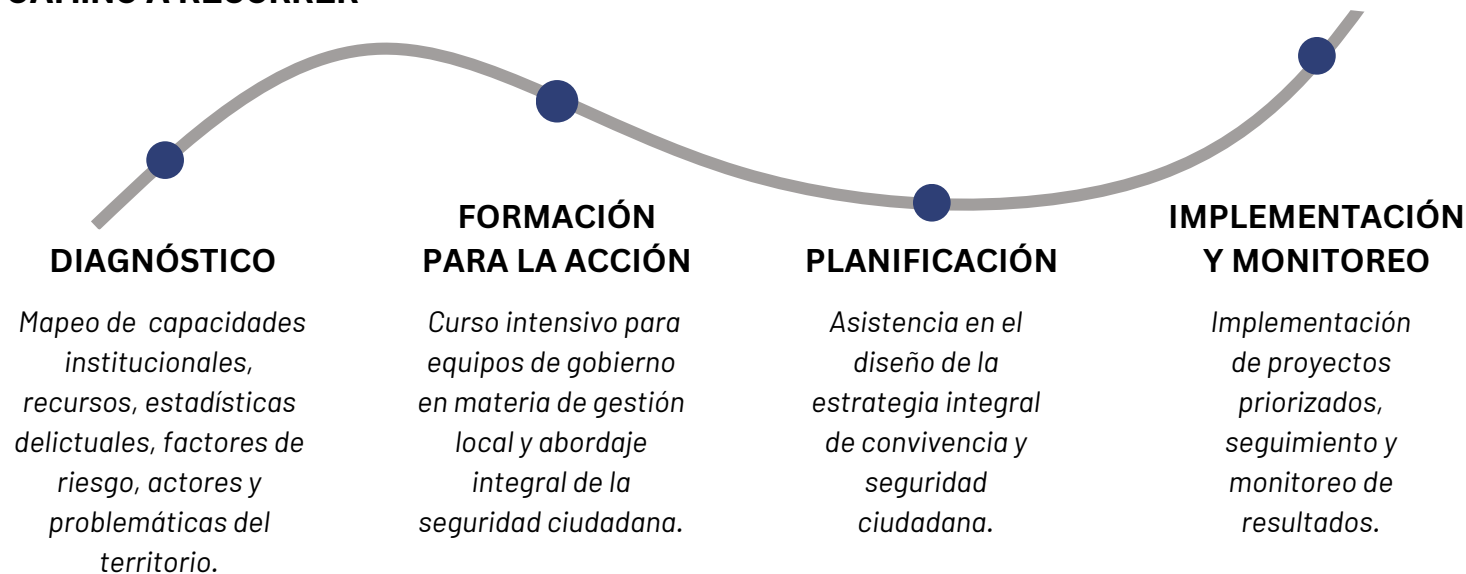 CAMINO A RECORRER
DIAGNÓSTICO
Mapeo de capacidades
institucionales,
recursos, estadísticas
delictuales, factores de
riesgo, actores y
problemáticas del
territorio.
FORMACIÓN
PARA LA ACCIÓN
Curso intensivo para
equipos de gobierno
en materia de gestión
local y abordaje
integral de la
seguridad ciudadana.
PLANIFICACIÓN
Asistencia en el
diseño de la
estrategia integral
de convivencia y
seguridad
ciudadana.
IMPLEMENTACIÓN
Y MONITOREO
Implementación
de proyectos
priorizados,
seguimiento y
monitoreo de
resultados.